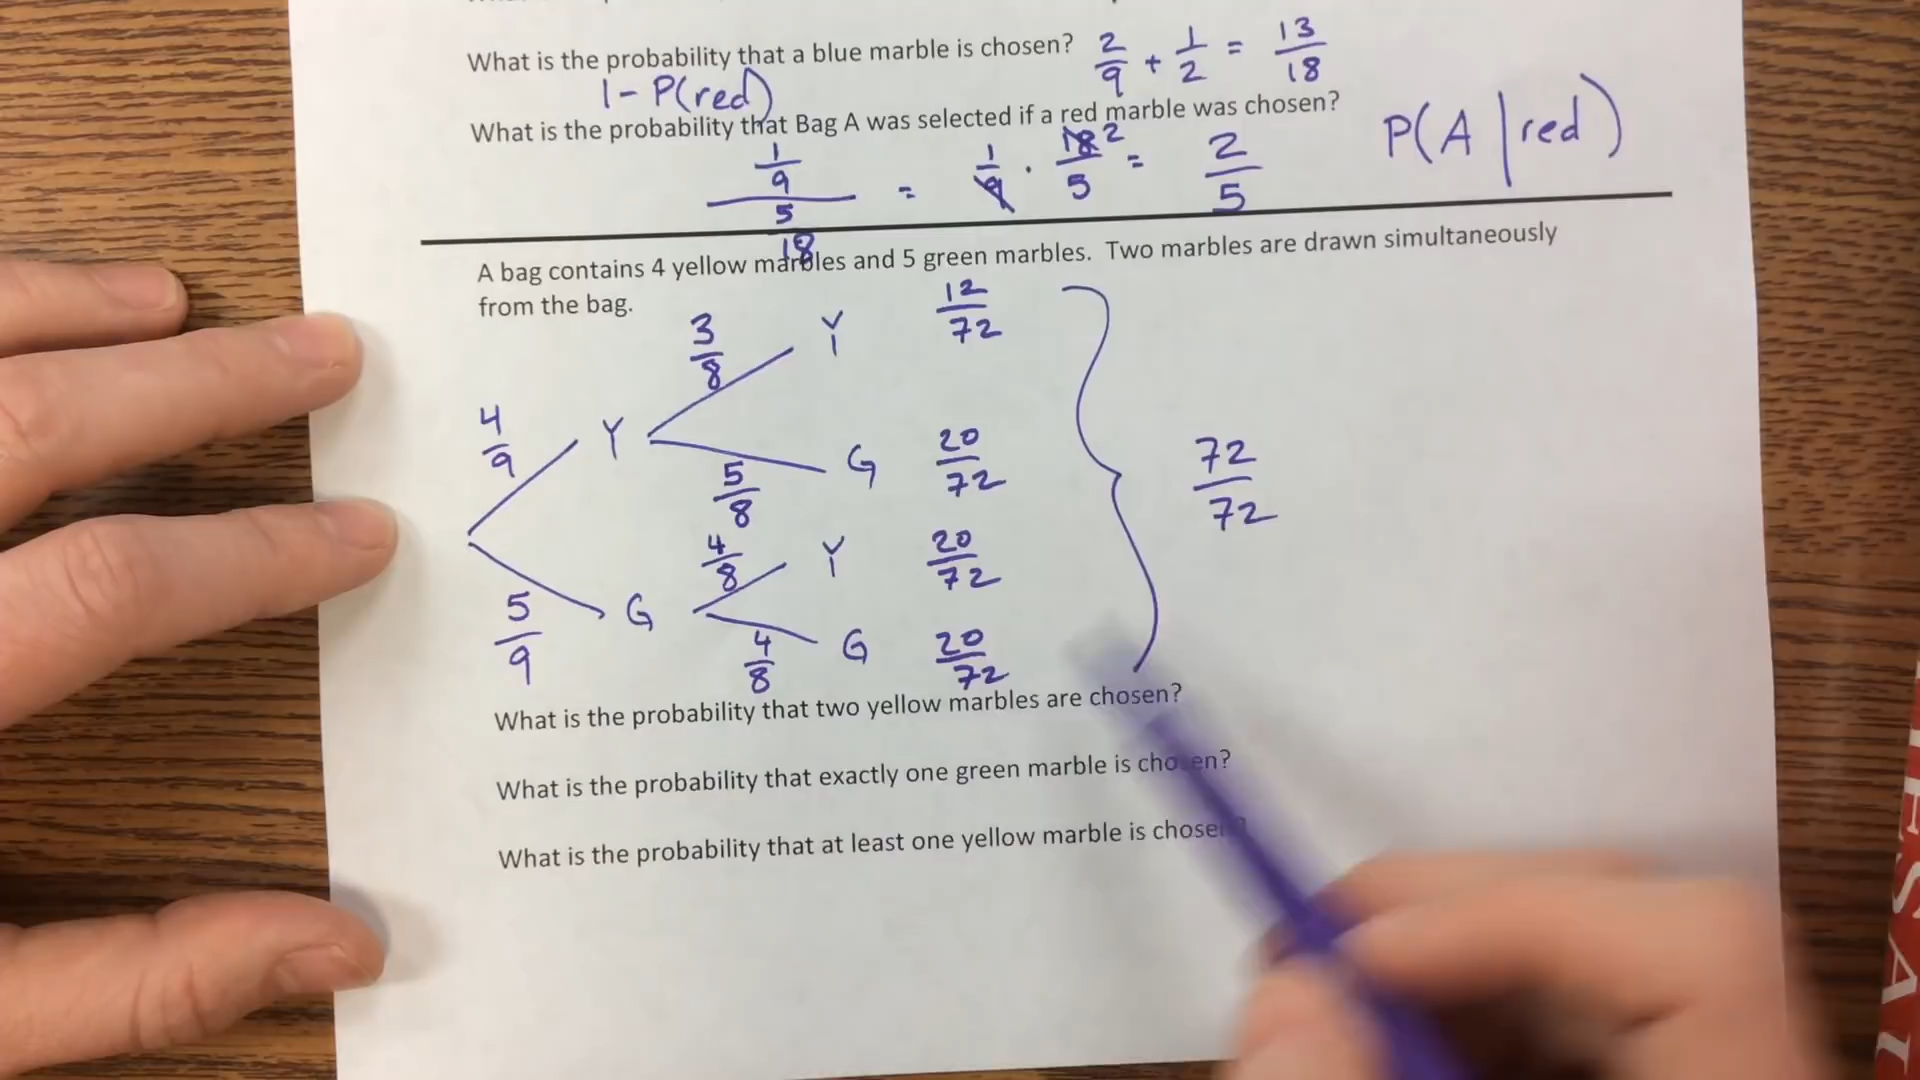 What is the probability that a blue marble is chosen? 2/9 + 1/2 = 13/18
1 - P(red)
What is the probability that Bag A was selected if a red marble was chosen? P(A | red)
1/9 / 5/18 = 1/9 · 18/5 2 = 2/5
A bag contains 4 yellow marbles and 5 green marbles. Two marbles are drawn simultaneously
from the bag.
3/8 Y 12/72
4/9 Y
5/8 G 20/72
72/72
4/8 Y 20/72
5/9 G
4/8 G 20/72
What is the probability that two yellow marbles are chosen?
What is the probability that exactly one green marble is chosen?
What is the probability that at least one yellow marble is chosen?